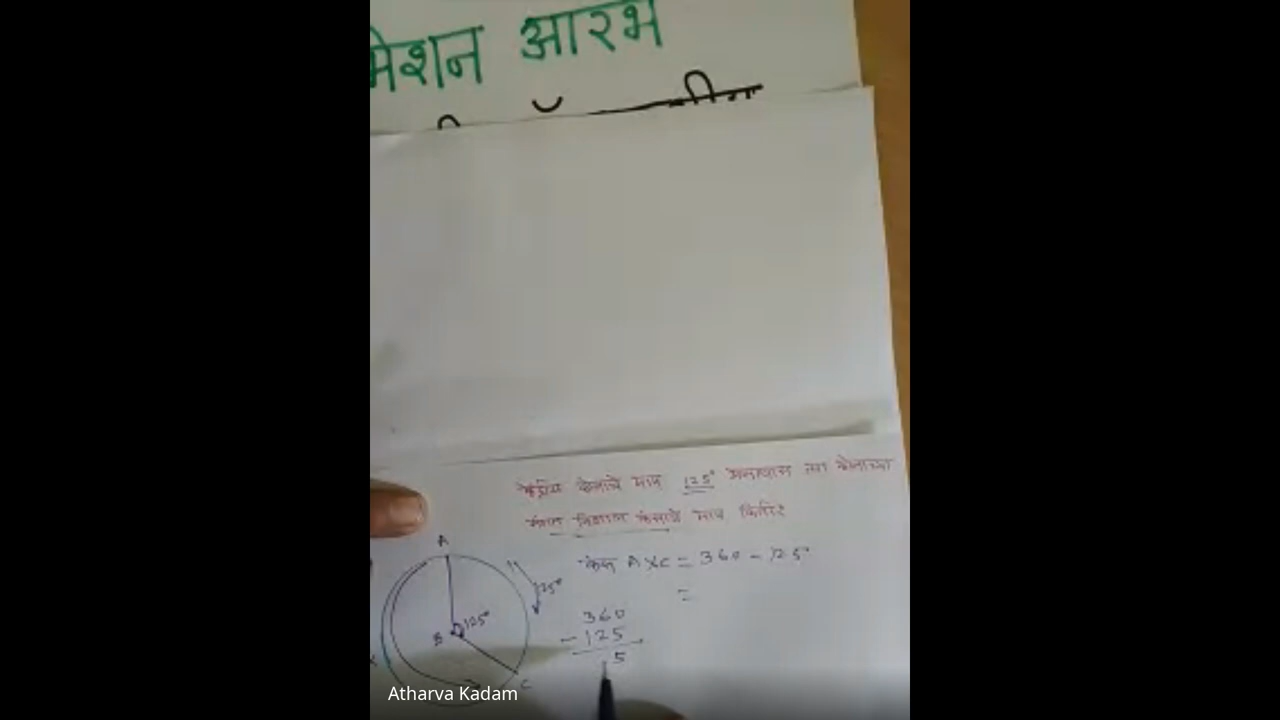 मिशन आरंभ
केंद्रीय कोनाचे माप 125° असल्यास त्या कोनाच्या
संगत विशाल कंसाचे माप किती?
A
125°
B 125°
C
कंस AXC = 360 - 125°
=
360
- 125
5
Atharva Kadam